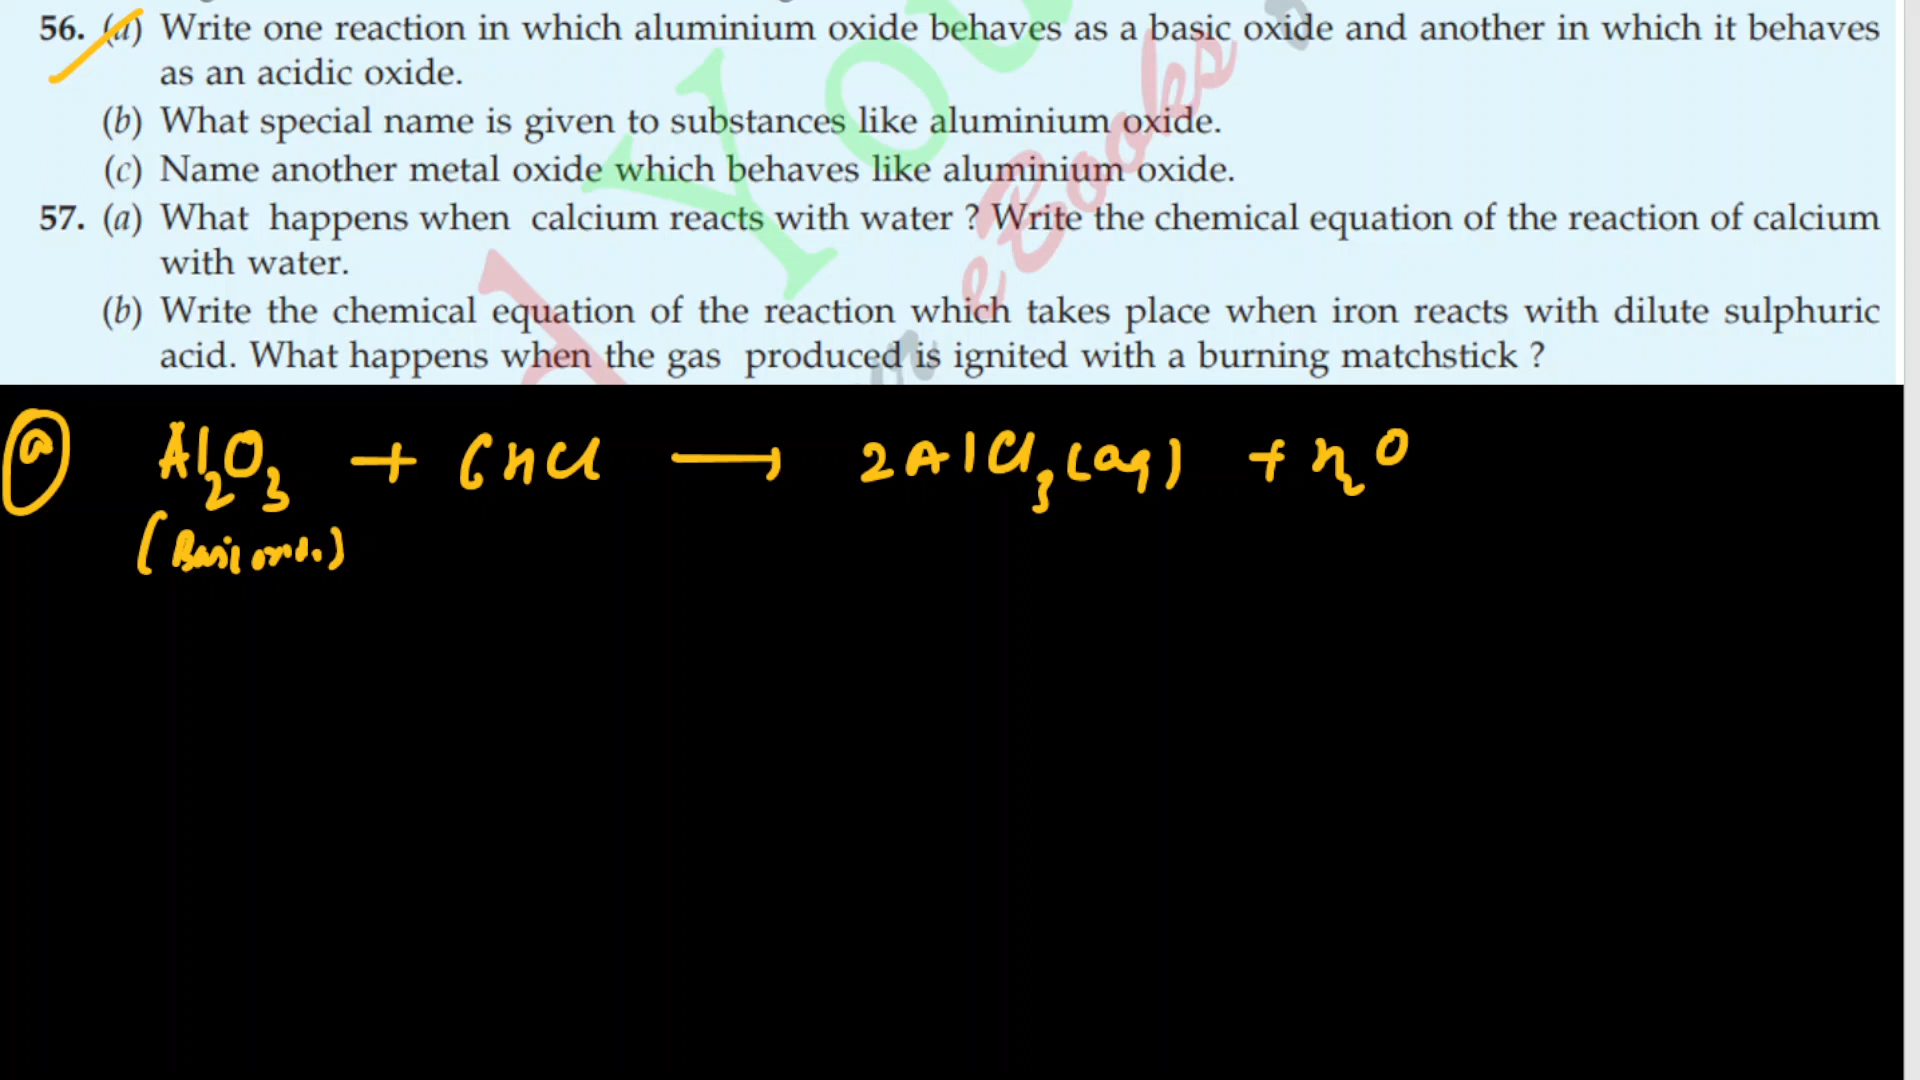 56. (a) Write one reaction in which aluminium oxide behaves as a basic oxide and another in which it behaves
as an acidic oxide.
(b) What special name is given to substances like aluminium oxide.
(c) Name another metal oxide which behaves like aluminium oxide.
57. (a) What happens when calcium reacts with water ? Write the chemical equation of the reaction of calcium
with water.
(b) Write the chemical equation of the reaction which takes place when iron reacts with dilute sulphuric
acid. What happens when the gas produced is ignited with a burning matchstick ?
d You
eBooks
(a) Al2O3 + 6HCl → 2AlCl3(aq) + H2O
(Basic